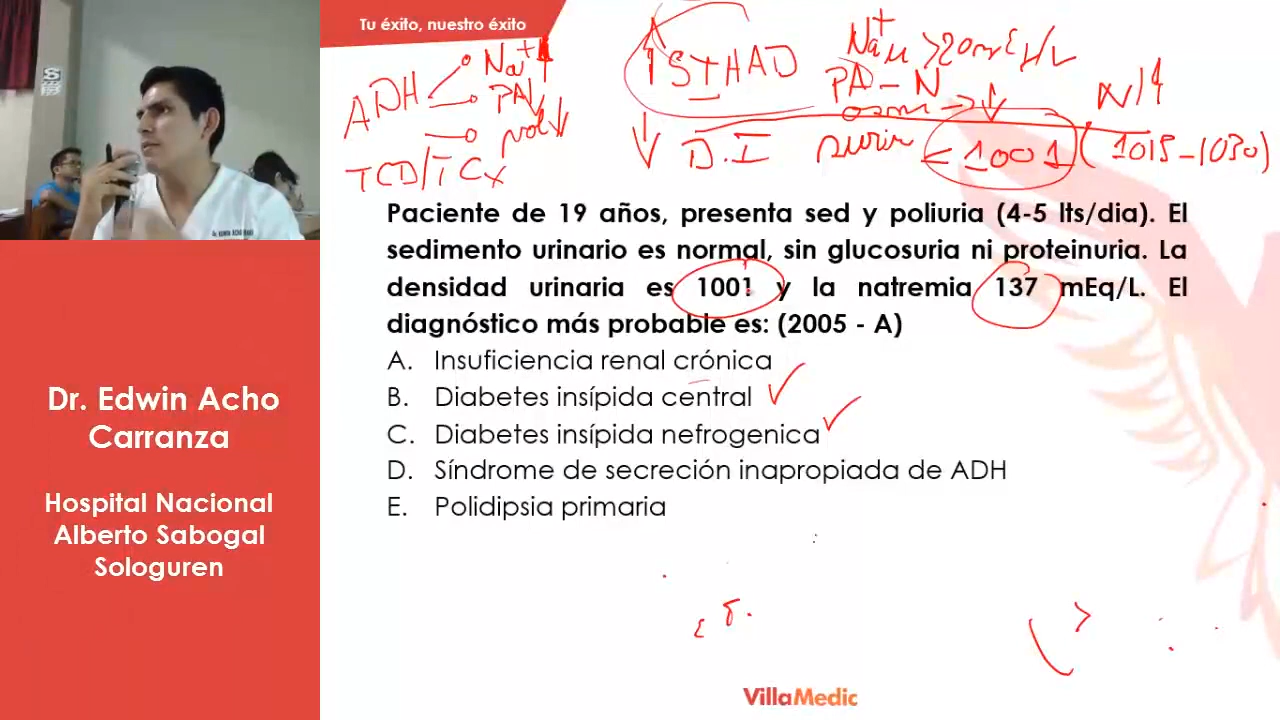 Tu éxito, nuestro éxito
ADH
Na+
PA
vol
TCD/TCx
SIHAD
Na+u >20mEq/L
PA-N
osm
D.I
<1001
(1015-1030)
Paciente de 19 años, presenta sed y poliuria (4-5 lts/dia). El
sedimento urinario es normal, sin glucosuria ni proteinuria. La
densidad urinaria es 1001 y la natremia 137 mEq/L. El
diagnóstico más probable es: (2005 - A)
A. Insuficiencia renal crónica
B. Diabetes insípida central
C. Diabetes insípida nefrogenica
D. Síndrome de secreción inapropiada de ADH
E. Polidipsia primaria
Dr. Edwin Acho
Carranza
Hospital Nacional
Alberto Sabogal
Sologuren
VillaMedic